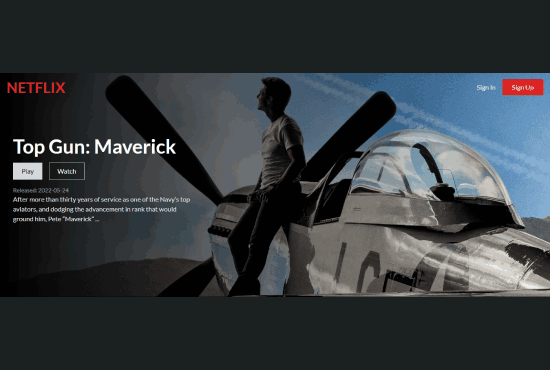 NETFLIX
Sign In
Sign Up
Top Gun: Maverick
Play
Watch
Released: 2022-05-24
After more than thirty years of service as one of the Navy's top
aviators, and dodging the advancement in rank that would
ground him, Pete "Maverick" ...